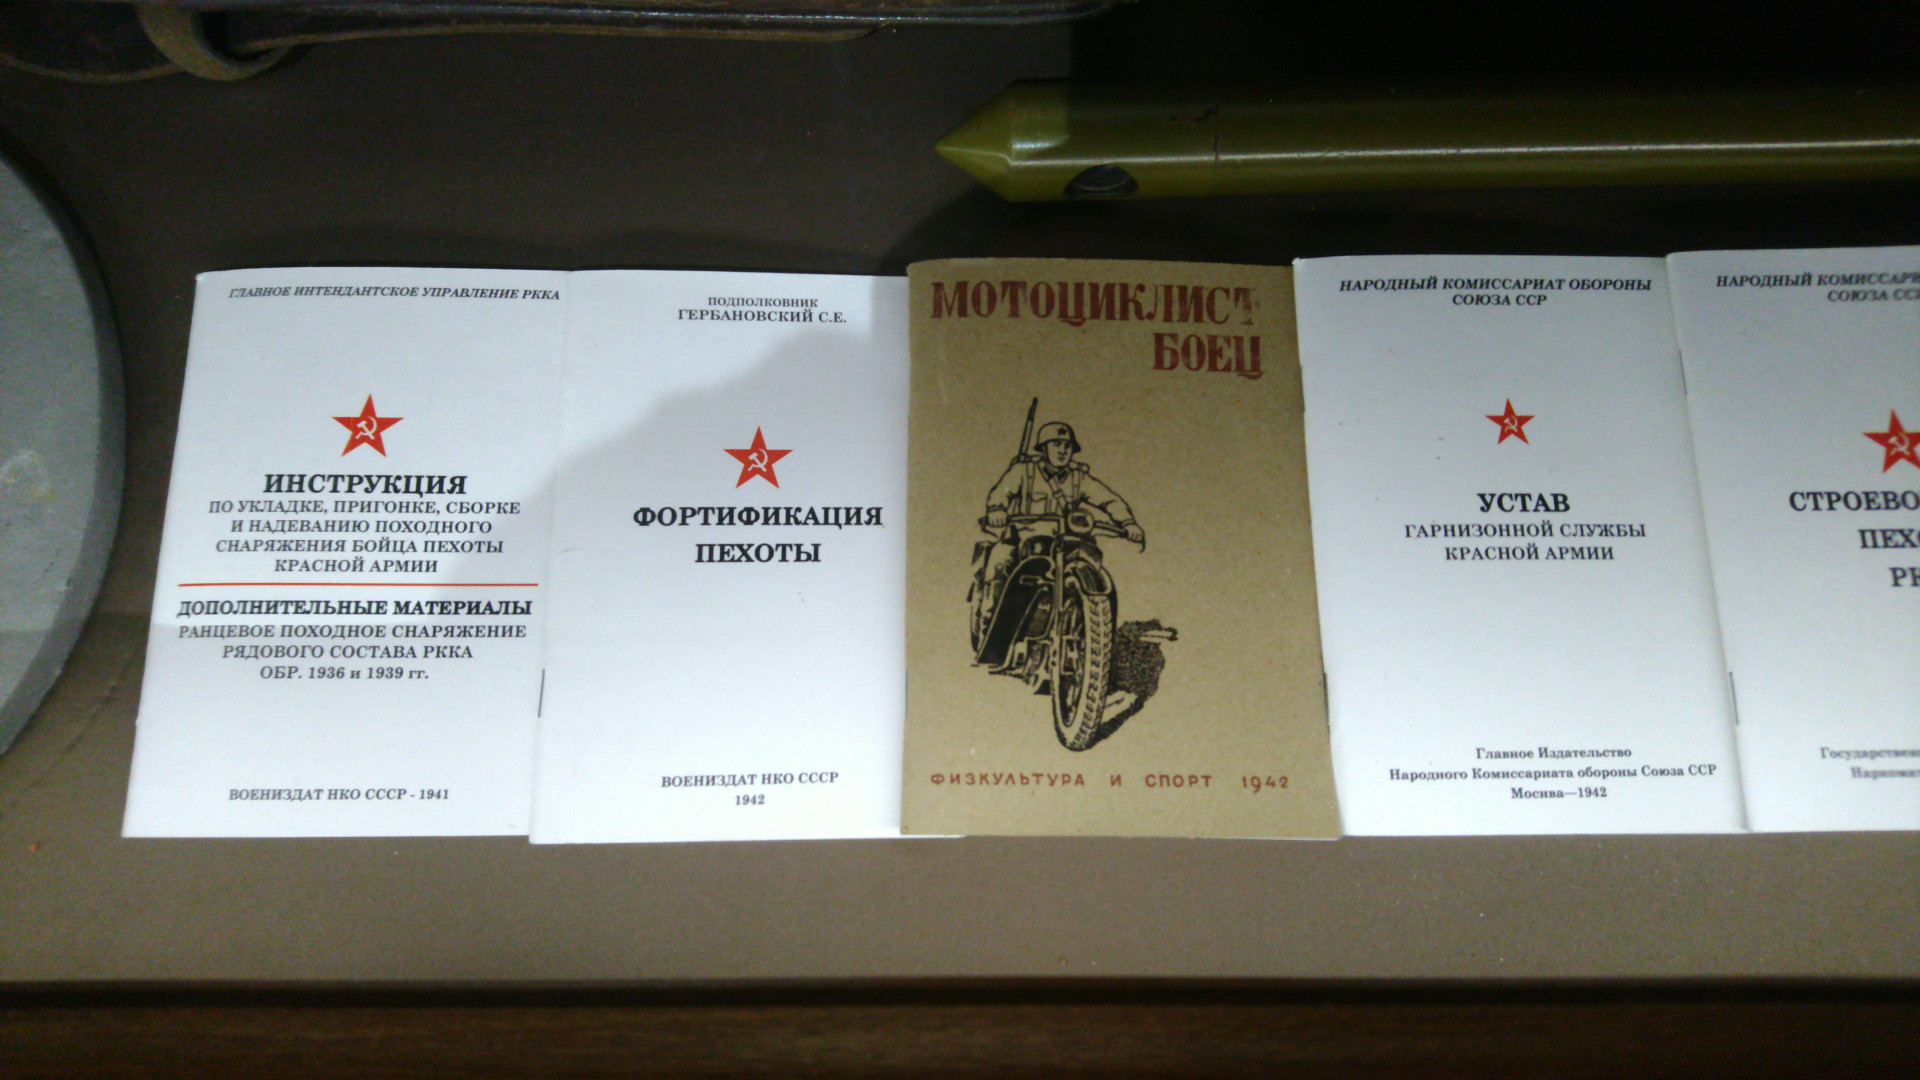 ГЛАВНОЕ ИНТЕНДАНТСКОЕ УПРАВЛЕНИЕ РККА
ИНСТРУКЦИЯ
ПО УКЛАДКЕ, ПРИГОНКЕ, СБОРКЕ
И НАДЕВАНИЮ ПОХОДНОГО
СНАРЯЖЕНИЯ БОЙЦА ПЕХОТЫ
КРАСНОЙ АРМИИ
ДОПОЛНИТЕЛЬНЫЕ МАТЕРИАЛЫ
РАНЦЕВОЕ ПОХОДНОЕ СНАРЯЖЕНИЕ
РЯДОВОГО СОСТАВА РККА
ОБР. 1936 и 1939 гг.
ВОЕНИЗДАТ НКО СССР - 1941
ПОДПОЛКОВНИК
ГЕРБАНОВСКИЙ С.Е.
ФОРТИФИКАЦИЯ
ПЕХОТЫ
ВОЕНИЗДАТ НКО СССР
1942
МОТОЦИКЛИСТ
БОЕЦ
ФИЗКУЛЬТУРА И СПОРТ 1942
НАРОДНЫЙ КОМИССАРИАТ ОБОРОНЫ
СОЮЗА ССР
УСТАВ
ГАРНИЗОННОЙ СЛУЖБЫ
КРАСНОЙ АРМИИ
Главное Издательство
Народного Комиссариата обороны Союза ССР
Москва—1942
НАРОДНЫЙ
СОЮЗА